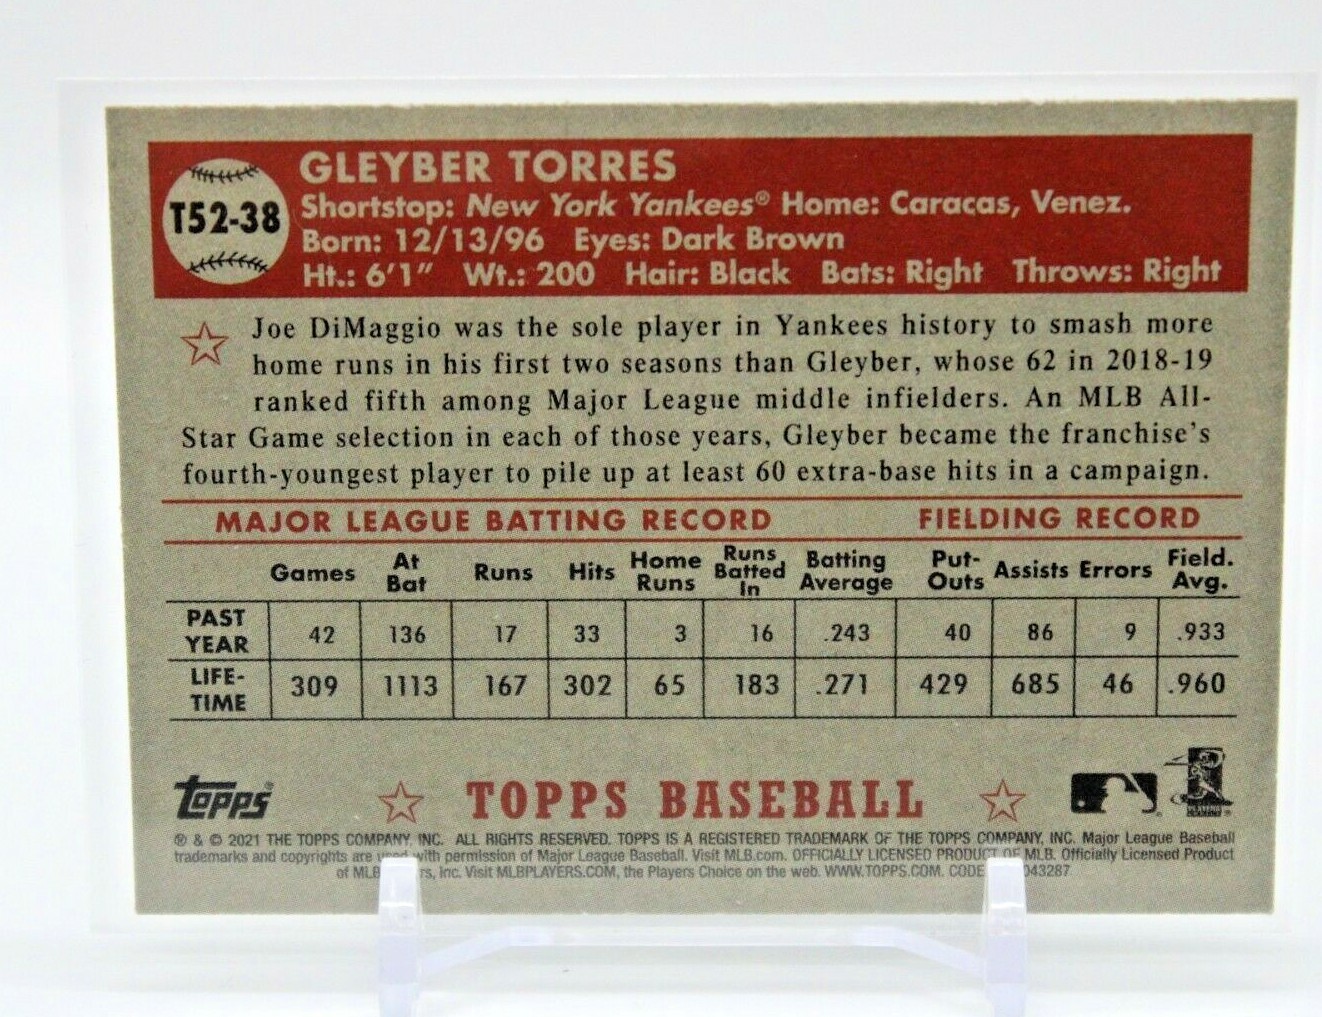 GLEYBER TORRES
T52-38
Shortstop: New York Yankees® Home: Caracas, Venez.
Born: 12/13/96 Eyes: Dark Brown
Ht.: 6'1" Wt.: 200 Hair: Black Bats: Right Throws: Right
Joe DiMaggio was the sole player in Yankees history to smash more
home runs in his first two seasons than Gleyber, whose 62 in 2018-19
ranked fifth among Major League middle infielders. An MLB All-
Star Game selection in each of those years, Gleyber became the franchise's
fourth-youngest player to pile up at least 60 extra-base hits in a campaign.
MAJOR LEAGUE BATTING RECORD FIELDING RECORD
Games At Bat Runs Hits Home Runs Runs Batted In Batting Average Put-Outs Assists Errors Field. Avg.
PAST YEAR 42 136 17 33 3 16 .243 40 86 9 .933
LIFE-TIME 309 1113 167 302 65 183 .271 429 685 46 .960
Topps TOPPS BASEBALL
® & © 2021 THE TOPPS COMPANY, INC. ALL RIGHTS RESERVED. TOPPS IS A REGISTERED TRADEMARK OF THE TOPPS COMPANY, INC. Major League Baseball
trademarks and copyrights are used with permission of Major League Baseball. Visit MLB.com. OFFICIALLY LICENSED PRODUCT OF MLB. Officially Licensed Product
of MLB Inc. Visit MLBPLAYERS.COM, the Players Choice on the web. WWW.TOPPS.COM. CODE 043287